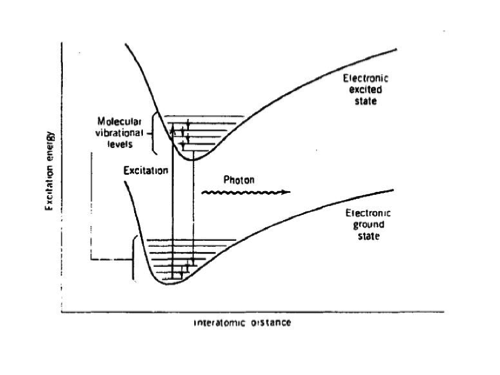 Electronic
excited
state
Molecular
vibrational
levels
Excitation
Photon
Electronic
ground
state
Excitation energy
Interatomic distance